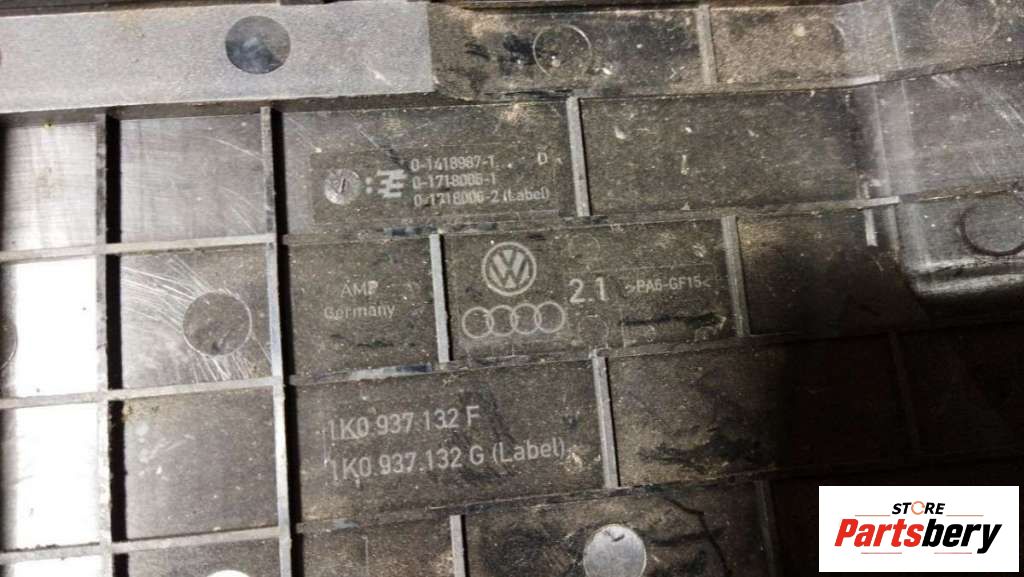 0-1418987-1 D
0-1718006-1
0-1718006-2 (Label)
AMP
Germany
VW
2.1
>PA6-GF15<
1K0 937 132 F
1K0 937 132 G (Label)
STORE
Partsbery